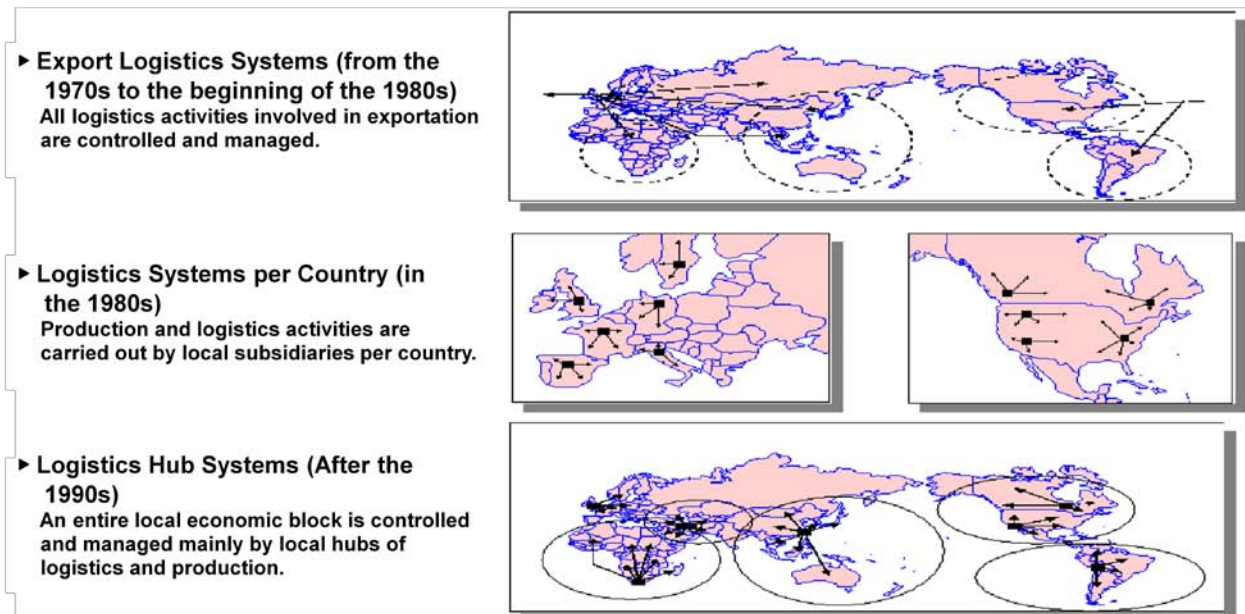 ▶ Export Logistics Systems (from the
1970s to the beginning of the 1980s)
All logistics activities involved in exportation
are controlled and managed.
▶ Logistics Systems per Country (in
the 1980s)
Production and logistics activities are
carried out by local subsidiaries per country.
▶ Logistics Hub Systems (After the
1990s)
An entire local economic block is controlled
and managed mainly by local hubs of
logistics and production.